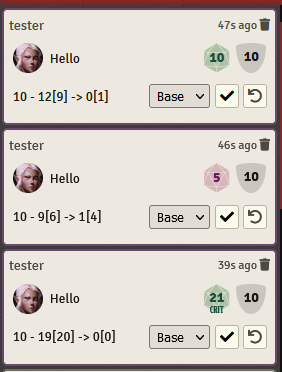 tester 47s ago
Hello 10 10
10 - 12[9] -> 0[1] Base
tester 46s ago
Hello 5 10
10 - 9[6] -> 1[4] Base
tester 39s ago
Hello 21 CRIT 10
10 - 19[20] -> 0[0] Base